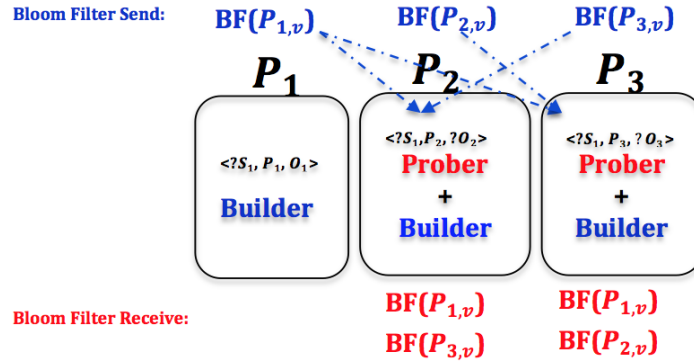 Bloom Filter Send: BF(P₁,ᵥ) BF(P₂,ᵥ) BF(P₃,ᵥ)
P₁ P₂ P₃
<?S₁, P₁, O₁>
Builder
<?S₁, P₂, ?O₂>
Prober
+
Builder
<?S₁, P₃, ? O₃>
Prober
+
Builder
Bloom Filter Receive:
BF(P₁,ᵥ)
BF(P₃,ᵥ)
BF(P₁,ᵥ)
BF(P₂,ᵥ)